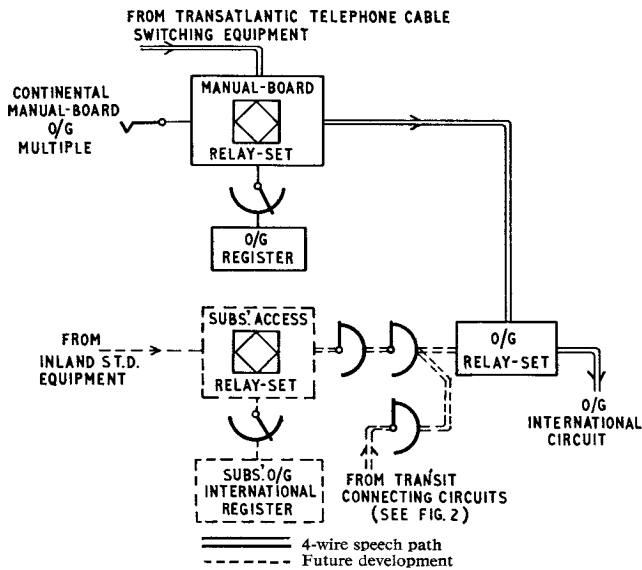 FROM TRANSATLANTIC TELEPHONE CABLE
SWITCHING EQUIPMENT
CONTINENTAL
MANUAL-BOARD
O/G
MULTIPLE
MANUAL-BOARD
RELAY-SET
O/G
REGISTER
FROM
INLAND S.T.D.
EQUIPMENT
SUBS'. ACCESS
RELAY-SET
SUBS'. O/G
INTERNATIONAL
REGISTER
O/G
RELAY-SET
O/G
INTERNATIONAL
CIRCUIT
FROM TRANSIT
CONNECTING CIRCUITS
(SEE FIG. 2)
4-wire speech path
Future development